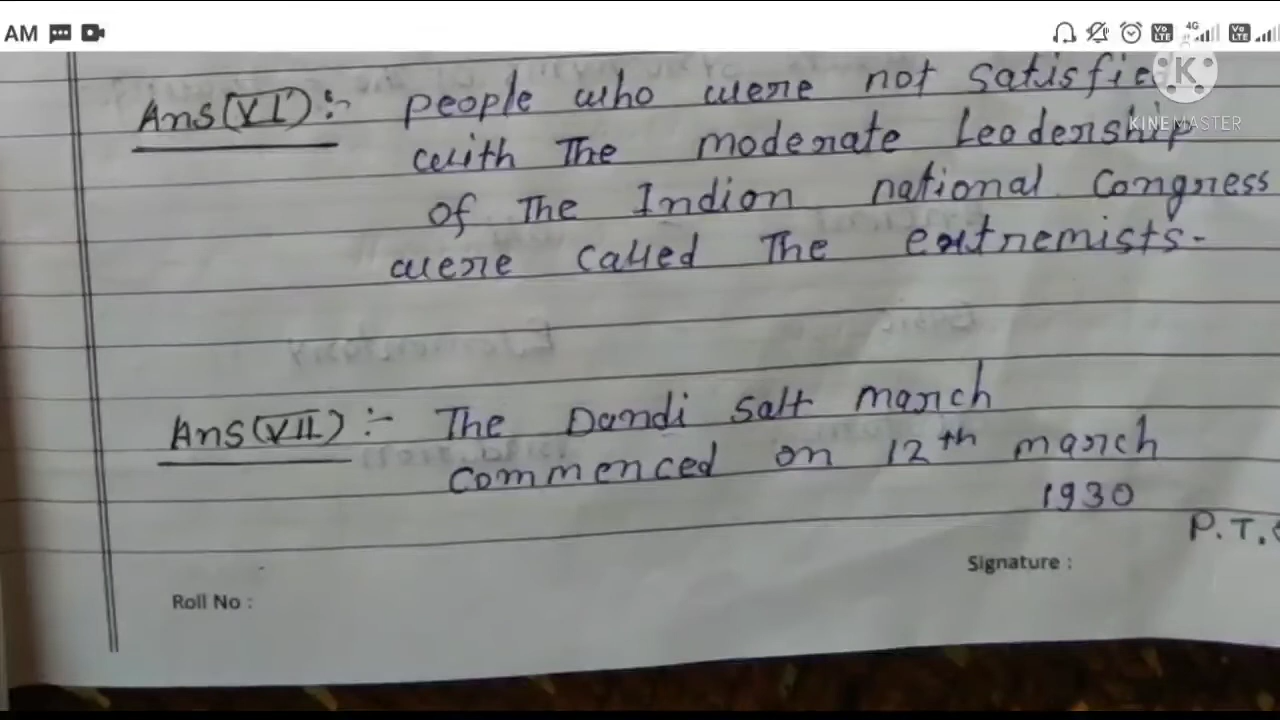 AM
K
KINEMASTER
Ans(VI):- people who were not satisfied
with The moderate Leadership
of The Indian national Congress
were called The extremists.
Ans(VII):- The Dandi salt march
commenced on 12th march
1930
P.T.
Signature :
Roll No :